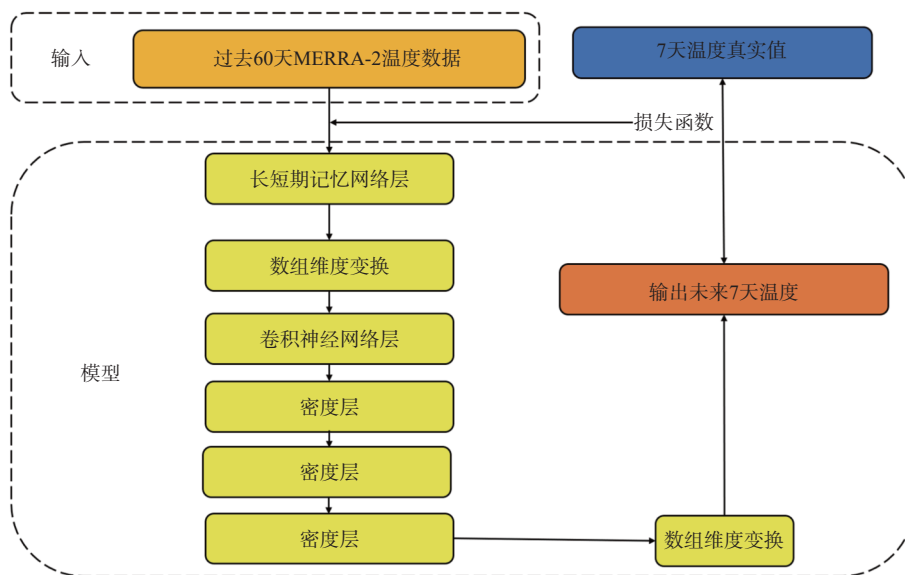 输入
过去60天MERRA-2温度数据
7天温度真实值
损失函数
长短期记忆网络层
数组维度变换
输出未来7天温度
卷积神经网络层
模型
密度层
密度层
密度层
数组维度变换